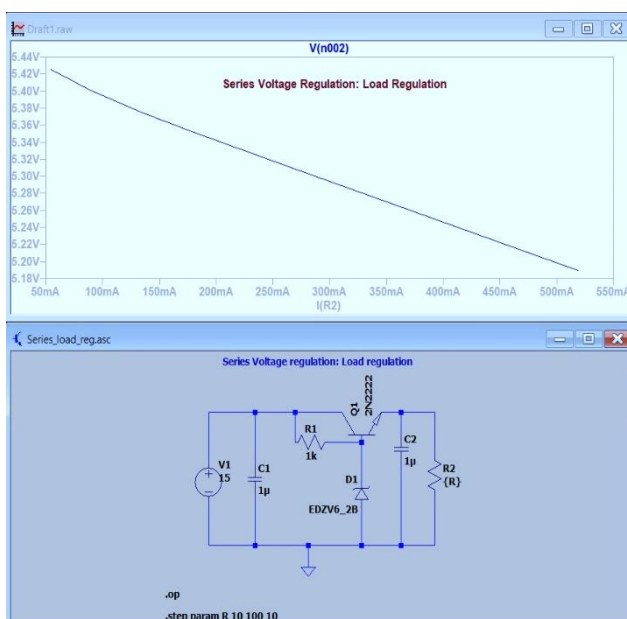 Draft1.raw
V(n002)
5.44V
5.42V
5.40V
5.38V
5.36V
5.34V
5.32V
5.30V
5.28V
5.26V
5.24V
5.22V
5.20V
5.18V
Series Voltage Regulation: Load Regulation
50mA 100mA 150mA 200mA 250mA 300mA 350mA 400mA 450mA 500mA 550mA
I(R2)
Series_load_reg.asc
Series Voltage regulation: Load regulation
Q1
2N2222
R1
1k
C2
1µ
V1
15
C1
1µ
D1
EDZV6_2B
R2
{R}
.op
.step param R 10 100 10